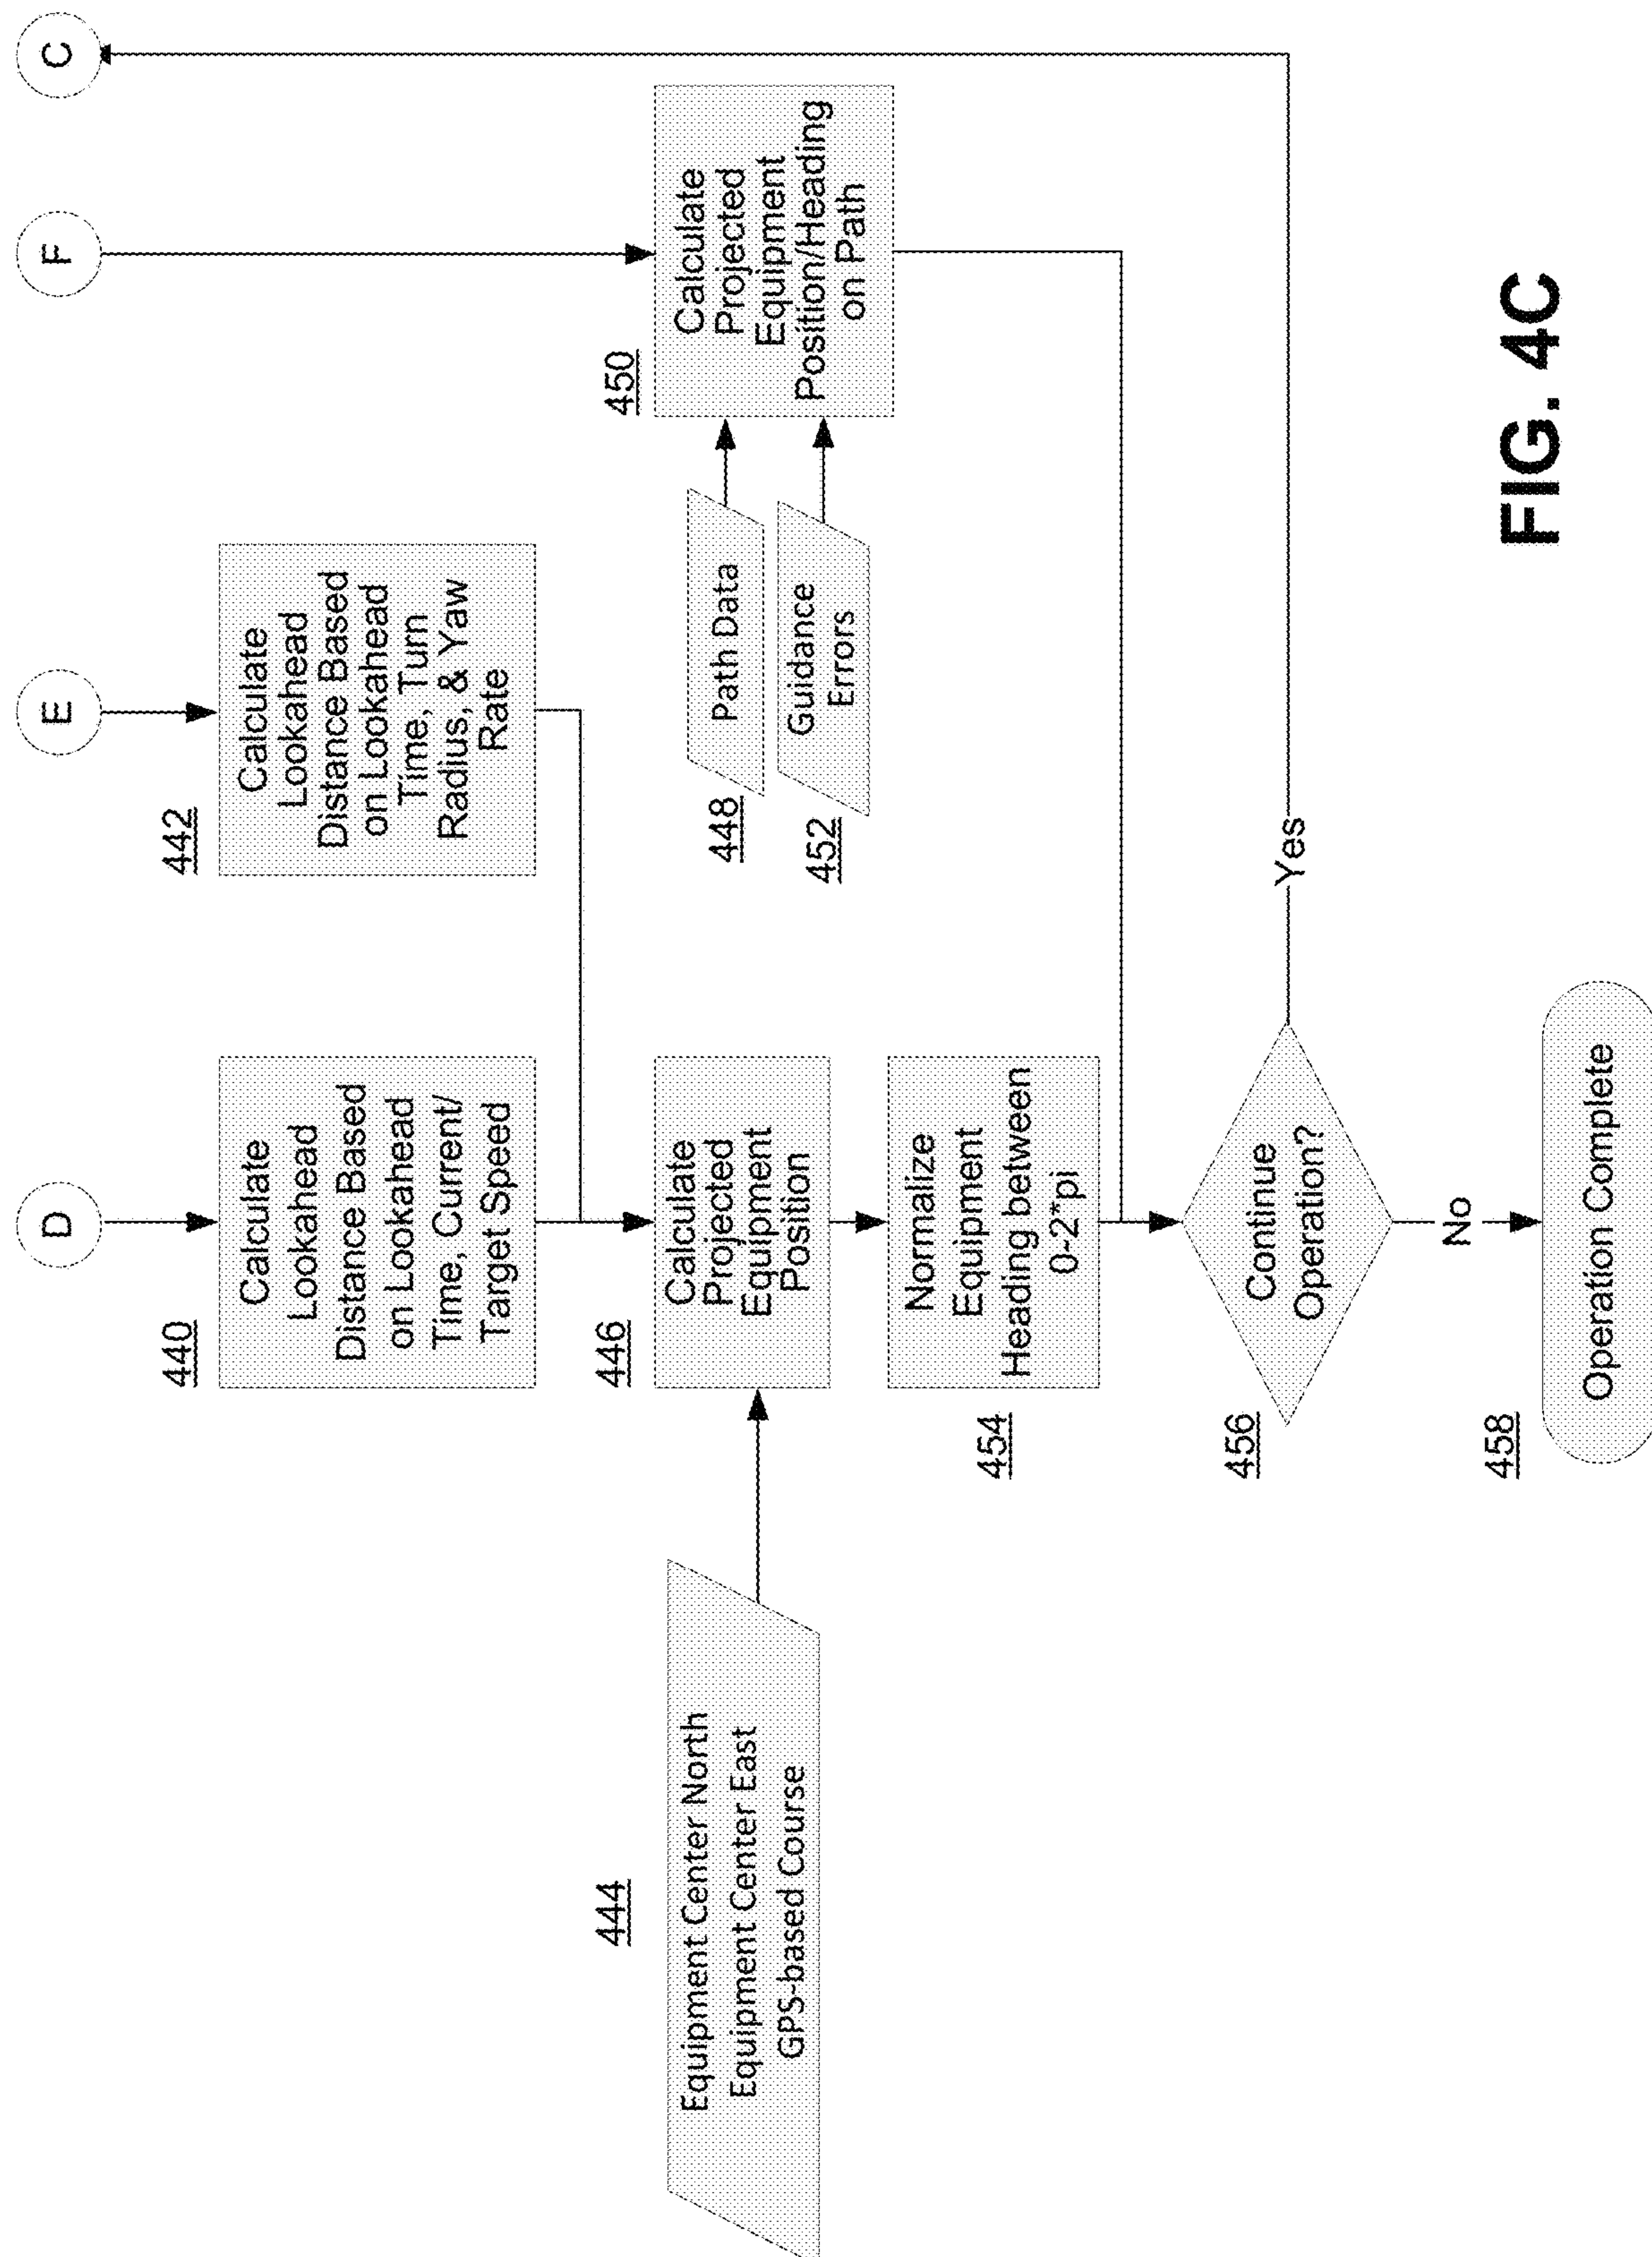 D
E
F
C
440
Calculate
Lookahead
Distance Based
on Lookahead
Time, Current/
Target Speed
442
Calculate
Lookahead
Distance Based
on Lookahead
Time, Turn
Radius, & Yaw
Rate
444
Equipment Center North
Equipment Center East
GPS-based Course
446
Calculate
Projected
Equipment
Position
448
Path Data
452
Guidance
Errors
450
Calculate
Projected
Equipment
Position/Heading
on Path
454
Normalize
Equipment
Heading between
0-2*pi
456
Continue
Operation?
Yes
No
458
Operation Complete
FIG. 4C